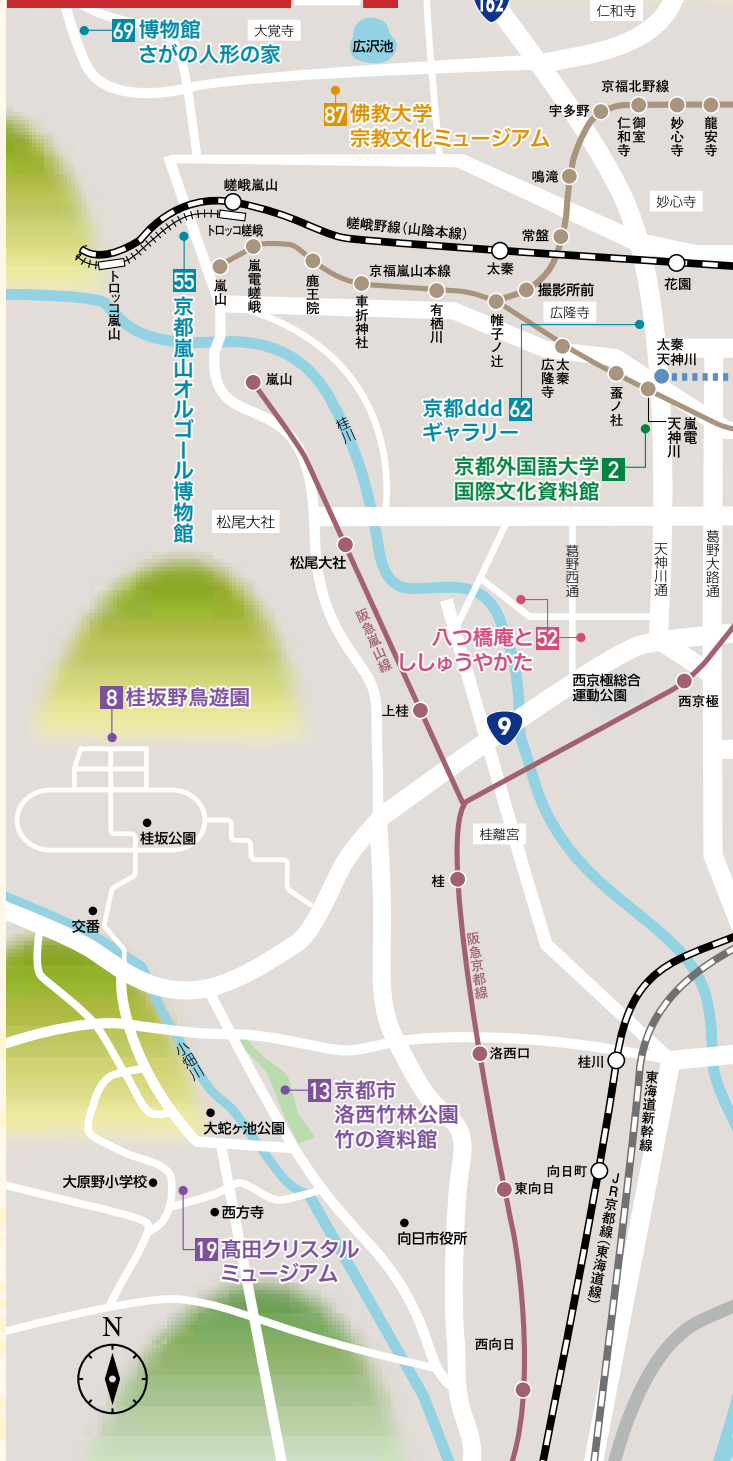 162
仁和寺
69 博物館
さがの人形の家
大覚寺
広沢池
87 佛教大学
宗教文化ミュージアム
京福北野線
宇多野
御室
仁和寺
妙心寺
龍安寺
鳴滝
妙心寺
常盤
嵯峨嵐山
トロッコ嵯峨
嵯峨野線(山陰本線)
太秦
花園
トロッコ嵐山
嵐山
嵐電嵯峨
鹿王院
京福嵐山本線
車折神社
有栖川
撮影所前
帷子ノ辻
広隆寺
太秦
広隆寺
太秦
天神川
蚕ノ社
嵐電
天神川
55 京都嵐山オルゴール博物館
嵐山
桂川
京都ddd 62
ギャラリー
京都外国語大学 2
国際文化資料館
松尾大社
松尾大社
葛野西通
天神川通
葛野大路通
阪急嵐山線
八つ橋庵と 52
ししゅうやかた
西京極総合
運動公園
西京極
8 桂坂野鳥遊園
上桂
9
桂坂公園
桂離宮
桂
交番
阪急京都線
洛西口
桂川
小畑川
13 京都市
洛西竹林公園
竹の資料館
大蛇ヶ池公園
東海道新幹線
向日町
JR京都線(東海道線)
大原野小学校
東向日
西方寺
向日市役所
19 髙田クリスタル
ミュージアム
N
西向日